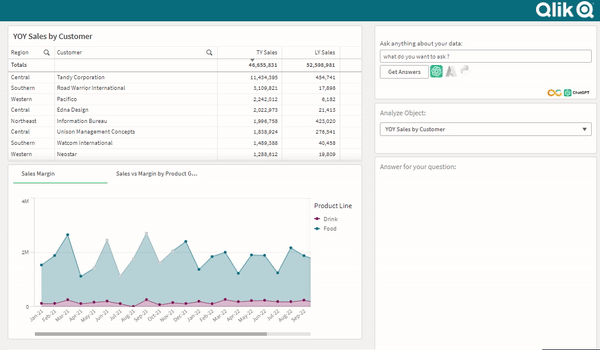 Qlik
YOY Sales by Customer
Region Customer TY Sales LY Sales
Totals 46,655,831 52,598,981
Central Tandy Corporation 11,434,395 454,741
Southern Road Warrior International 3,109,821 17,898
Western Pacifico 2,242,012 6,182
Central Edna Design 2,022,973 21,413
Northeast Information Bureau 1,996,758 423,020
Central Unison Management Concepts 1,838,924 276,541
Southern Watcom International 1,489,388 40,458
Western Neostar 1,288,612 19,809
Ask anything about your data:
what do you want to ask ?
Get Answers
ChatGPT
Analyze Object:
YOY Sales by Customer
Answer for your question:
Sales Margin Sales vs Margin by Product G...
4M
2M
0
Product Line
Drink
Food
Jan-21 Feb-21 Mar-21 Apr-21 May-21 Jun-21 Jul-21 Aug-21 Sep-21 Oct-21 Nov-21 Dec-21 Jan-22 Feb-22 Mar-22 Apr-22 May-22 Jun-22 Jul-22 Aug-22 Sep-22